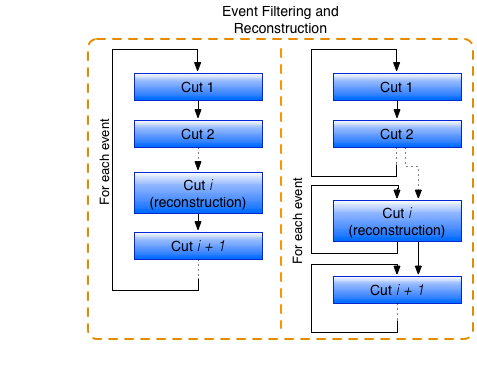 Event Filtering and
Reconstruction
For each event
Cut 1
Cut 2
Cut i
(reconstruction)
Cut i + 1
For each event
Cut 1
Cut 2
Cut i
(reconstruction)
Cut i + 1